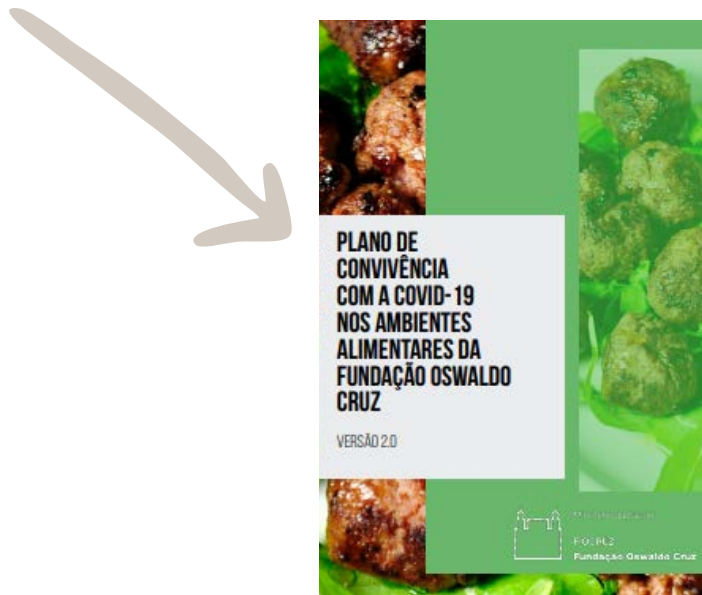 PLANO DE
CONVIVÊNCIA
COM A COVID-19
NOS AMBIENTES
ALIMENTARES DA
FUNDAÇÃO OSWALDO
CRUZ
VERSÃO 2.0
FIOCRUZ
Fundação Oswaldo Cruz